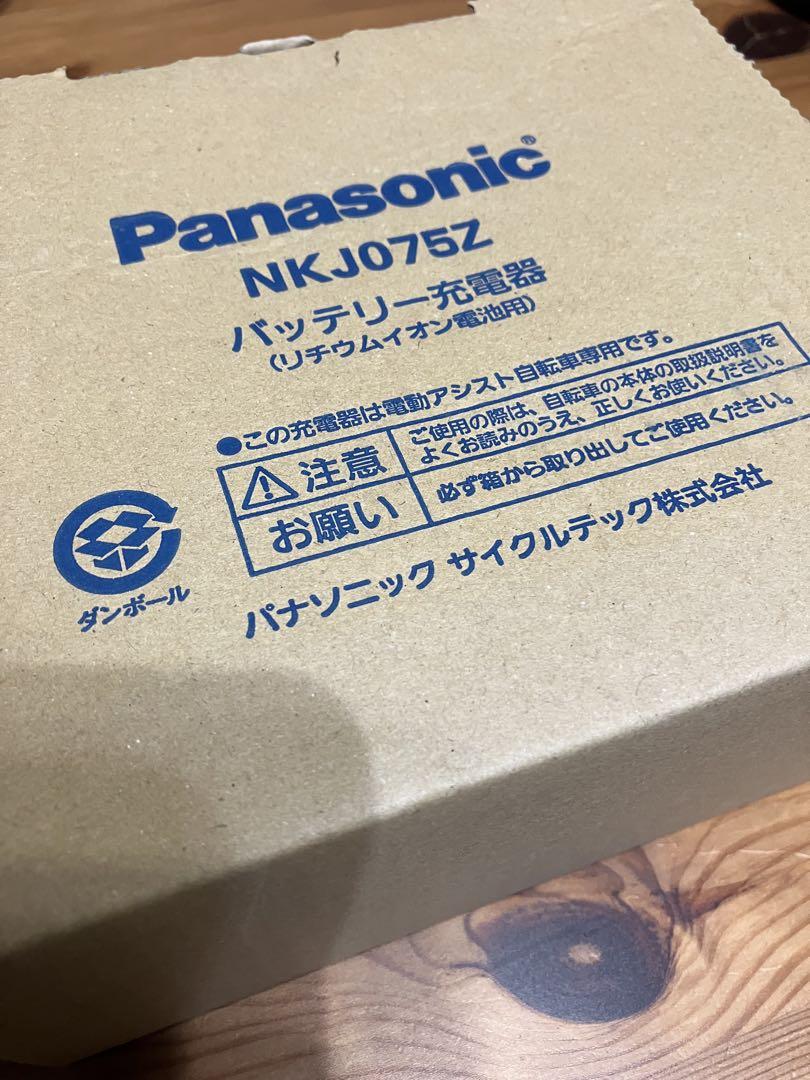 Panasonic®
NKJ075Z
バッテリー充電器
(リチウムイオン電池用)
●この充電器は電動アシスト自転車専用です。
注意
ご使用の際は、自転車の本体の取扱説明書を
よくお読みのうえ、正しくお使いください。
お願い
必ず箱から取り出してご使用ください。
パナソニック サイクルテック株式会社
ダンボール